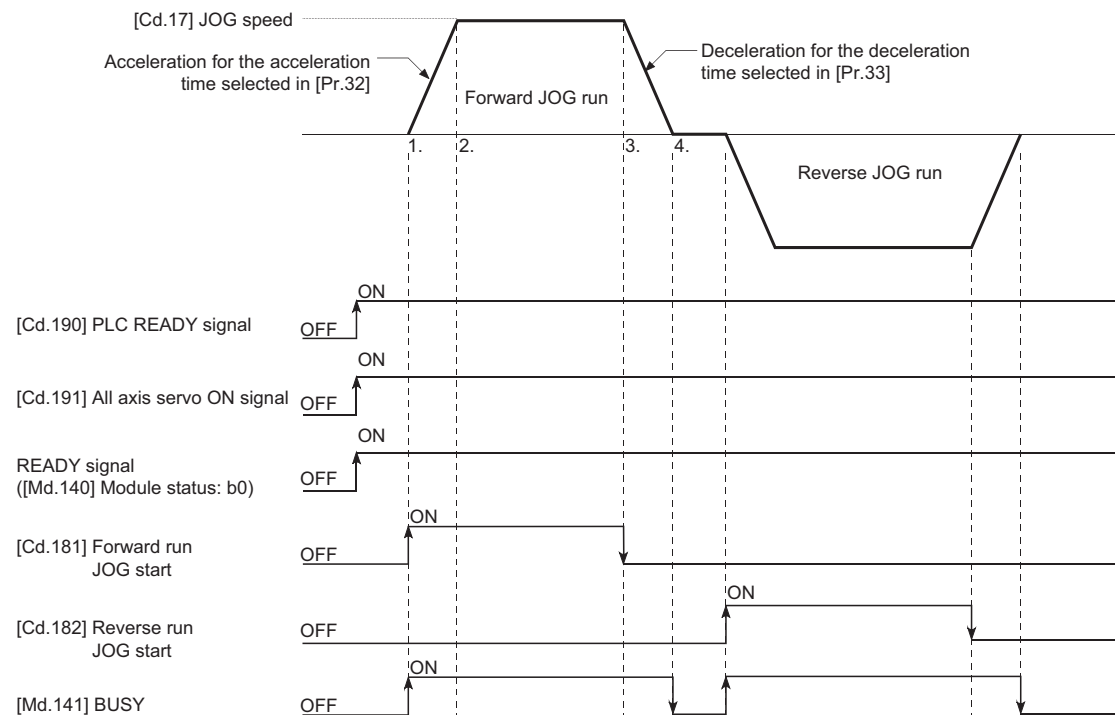 [Cd.17] JOG speed
Acceleration for the acceleration
time selected in [Pr.32]
Deceleration for the deceleration
time selected in [Pr.33]
Forward JOG run
1.
2.
3.
4.
Reverse JOG run
ON
[Cd.190] PLC READY signal
OFF
ON
[Cd.191] All axis servo ON signal
OFF
ON
READY signal
([Md.140] Module status: b0)
OFF
ON
[Cd.181] Forward run
JOG start
OFF
ON
[Cd.182] Reverse run
JOG start
OFF
ON
[Md.141] BUSY
OFF